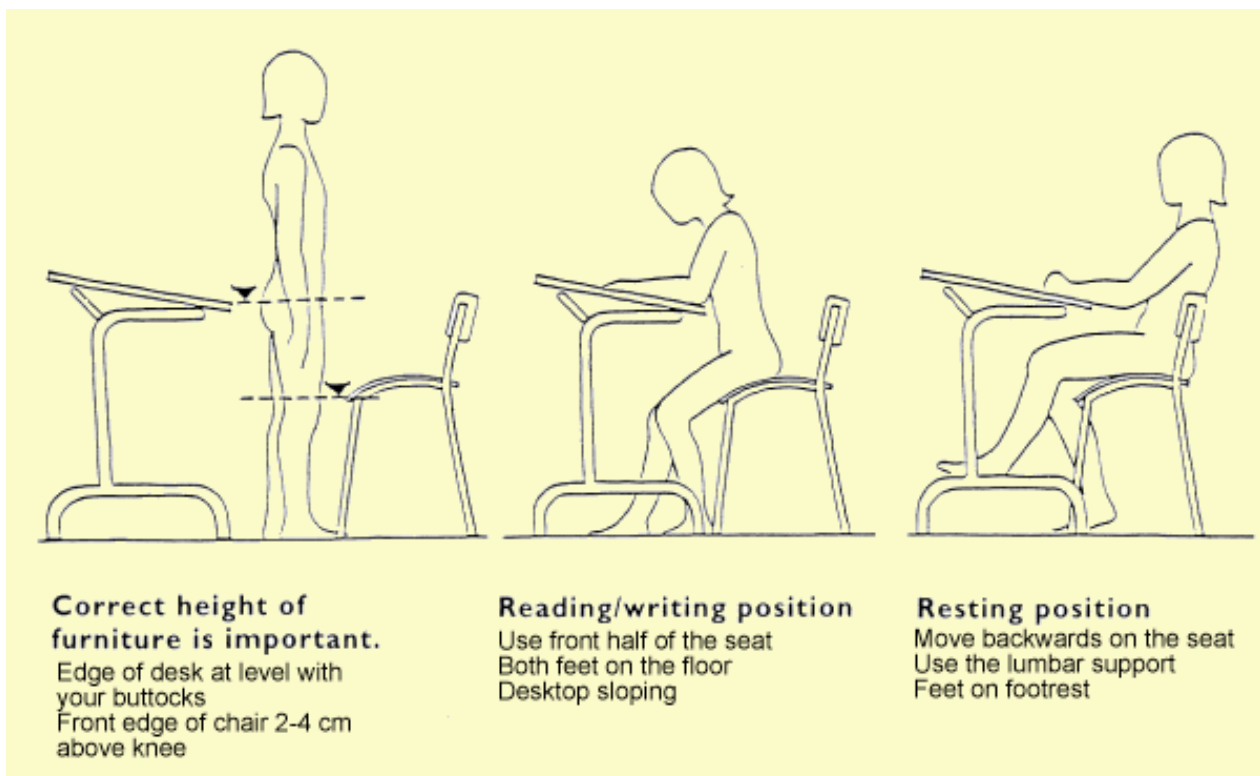 Correct height of
furniture is important.
Edge of desk at level with
your buttocks
Front edge of chair 2-4 cm
above knee
Reading/writing position
Use front half of the seat
Both feet on the floor
Desktop sloping
Resting position
Move backwards on the seat
Use the lumbar support
Feet on footrest